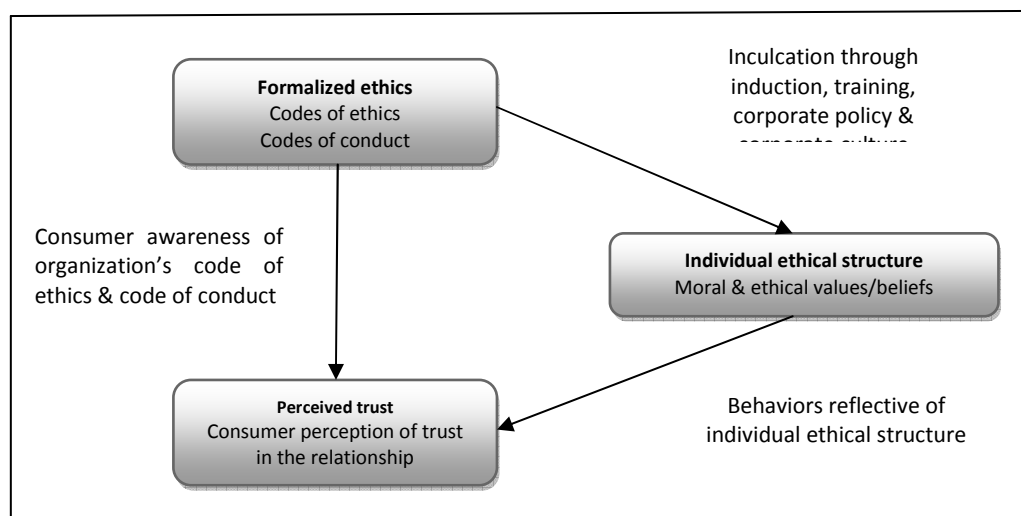 Formalized ethics
Codes of ethics
Codes of conduct
Inculcation through
induction, training,
corporate policy &
corporate culture
Consumer awareness of
organization’s code of
ethics & code of conduct
Individual ethical structure
Moral & ethical values/beliefs
Perceived trust
Consumer perception of trust
in the relationship
Behaviors reflective of
individual ethical structure